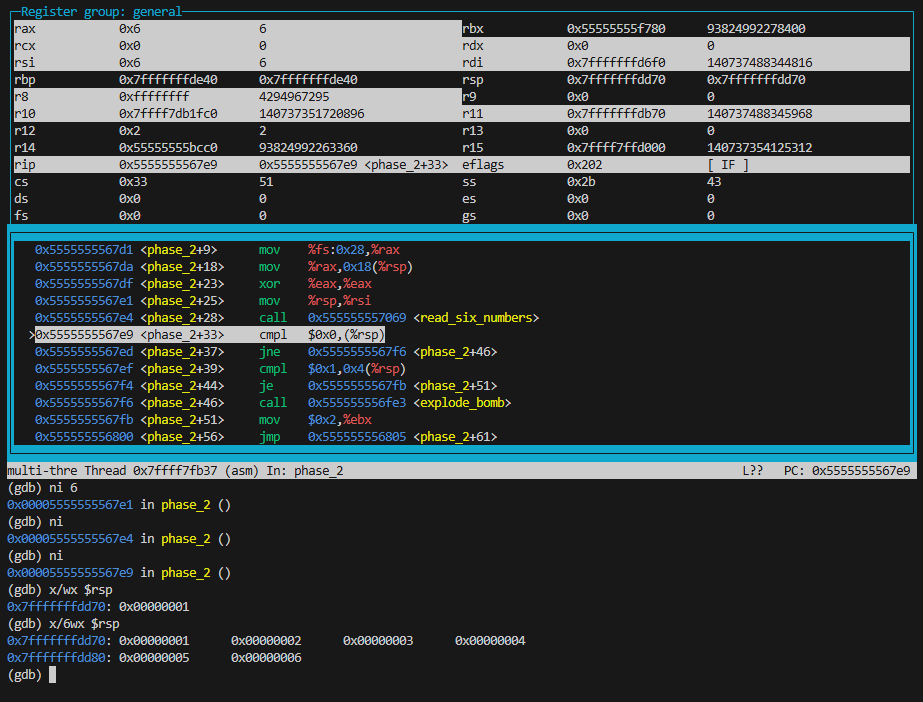 Register group: general
rax 0x6 6 rbx 0x55555555f780 93824992278400
rcx 0x0 0 rdx 0x0 0
rsi 0x6 6 rdi 0x7fffffffd6f0 140737488344816
rbp 0x7fffffffde40 0x7fffffffde40 rsp 0x7fffffffdd70 0x7fffffffdd70
r8 0xffffffff 4294967295 r9 0x0 0
r10 0x7ffff7db1fc0 140737351720896 r11 0x7fffffffdb70 140737488345968
r12 0x2 2 r13 0x0 0
r14 0x55555555bcc0 93824992263360 r15 0x7ffff7ffd000 140737354125312
rip 0x5555555567e9 0x5555555567e9 <phase_2+33> eflags 0x202 [ IF ]
cs 0x33 51 ss 0x2b 43
ds 0x0 0 es 0x0 0
fs 0x0 0 gs 0x0 0
0x5555555567d1 <phase_2+9> mov %fs:0x28,%rax
0x5555555567da <phase_2+18> mov %rax,0x18(%rsp)
0x5555555567df <phase_2+23> xor %eax,%eax
0x5555555567e1 <phase_2+25> mov %rsp,%rsi
0x5555555567e4 <phase_2+28> call 0x555555557069 <read_six_numbers>
>0x5555555567e9 <phase_2+33> cmpl $0x0,(%rsp)
0x5555555567ed <phase_2+37> jne 0x5555555567f6 <phase_2+46>
0x5555555567ef <phase_2+39> cmpl $0x1,0x4(%rsp)
0x5555555567f4 <phase_2+44> je 0x5555555567fb <phase_2+51>
0x5555555567f6 <phase_2+46> call 0x555555556fe3 <explode_bomb>
0x5555555567fb <phase_2+51> mov $0x2,%ebx
0x555555556800 <phase_2+56> jmp 0x555555556805 <phase_2+61>
multi-thre Thread 0x7ffff7fb37 (asm) In: phase_2 L?? PC: 0x5555555567e9
(gdb) ni 6
0x00005555555567e1 in phase_2 ()
(gdb) ni
0x00005555555567e4 in phase_2 ()
(gdb) ni
0x00005555555567e9 in phase_2 ()
(gdb) x/wx $rsp
0x7fffffffdd70: 0x00000001
(gdb) x/6wx $rsp
0x7fffffffdd70: 0x00000001 0x00000002 0x00000003 0x00000004
0x7fffffffdd80: 0x00000005 0x00000006
(gdb)